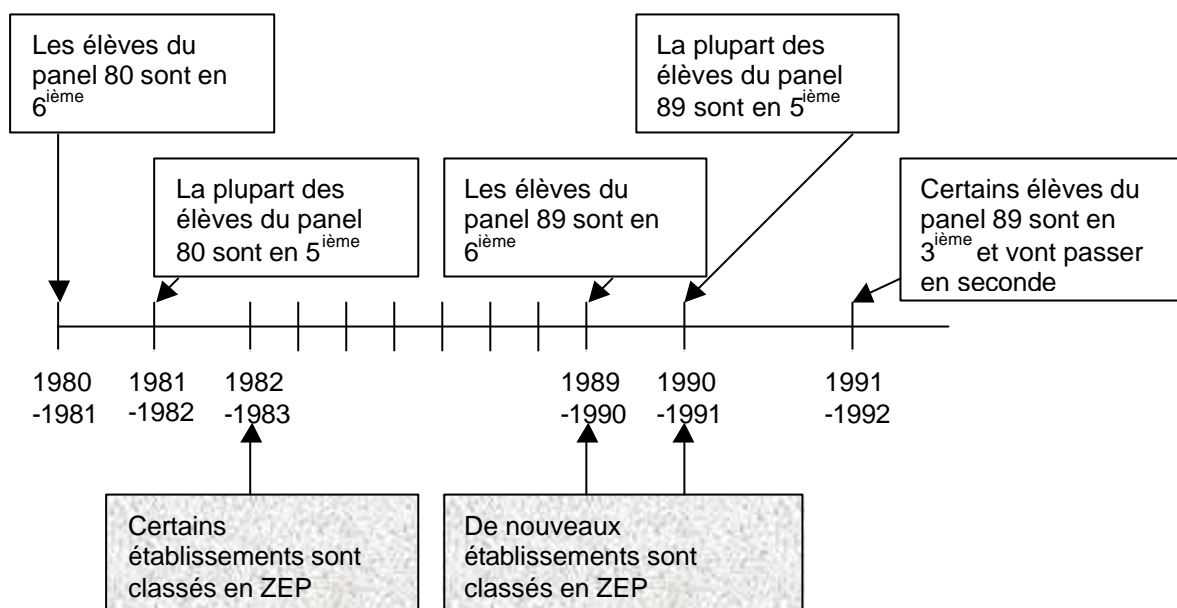 Les élèves du
panel 80 sont en
6ième
La plupart des
élèves du panel
89 sont en 5ième
La plupart des
élèves du panel
80 sont en 5ième
Les élèves du
panel 89 sont en
6ième
Certains élèves du
panel 89 sont en
3ième et vont passer
en seconde
1980
-1981
1981
-1982
1982
-1983
1989
-1990
1990
-1991
1991
-1992
Certains
établissements sont
classés en ZEP
De nouveaux
établissements sont
classés en ZEP